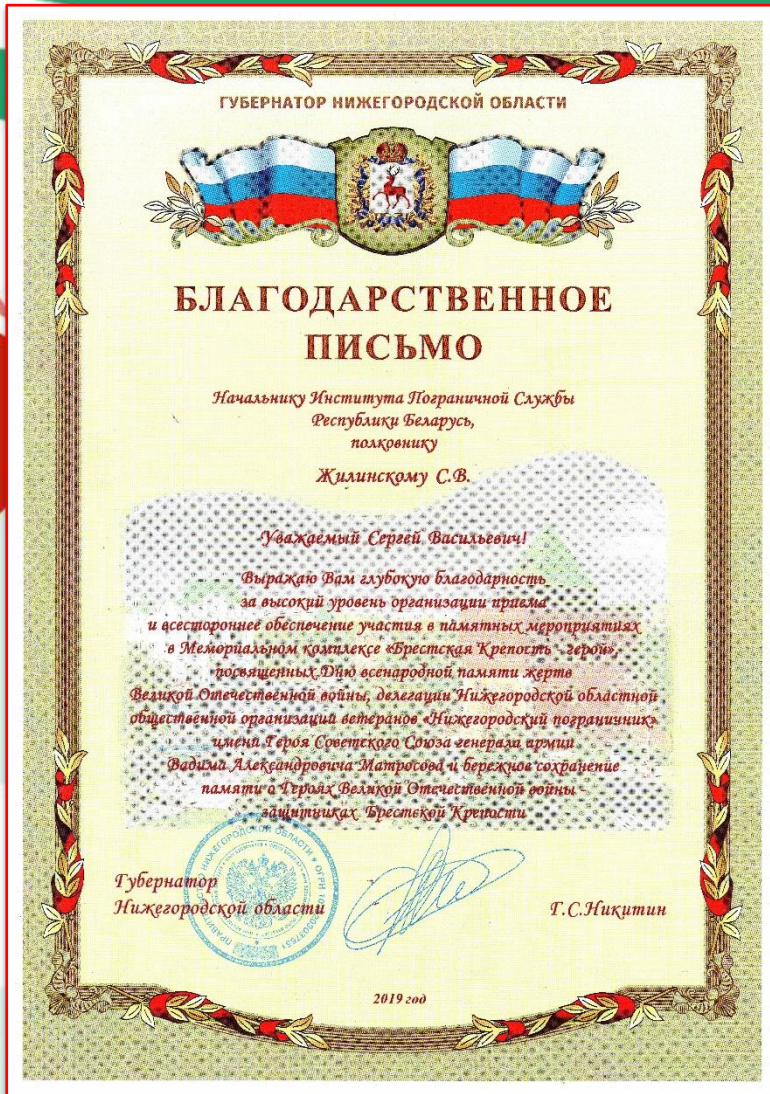 ГУБЕРНАТОР НИЖЕГОРОДСКОЙ ОБЛАСТИ
БЛАГОДАРСТВЕННОЕ
ПИСЬМО
Начальнику Института Пограничной Службы
Республики Беларусь,
полковнику
Жилинскому С.В.
Уважаемый Сергей Васильевич!
Выражаю Вам глубокую благодарность
за высокий уровень организации приема
и всестороннее обеспечение участия в памятных мероприятиях
в Мемориальном комплексе «Брестская Крепость - герой»,
посвященных Дню всенародной памяти жертв
Великой Отечественной войны, делегации Нижегородской областной
общественной организации ветеранов «Нижегородский пограничник»
имени Героя Советского Союза генерала армии
Вадима Александровича Матросова и бережное сохранение
памяти о Героях Великой Отечественной войны -
защитниках Брестской Крепости
НИЖЕГОРОДСКОЙ ОБЛАСТИ
Губернатор
Нижегородской области
Г.С.Никитин
2019 год